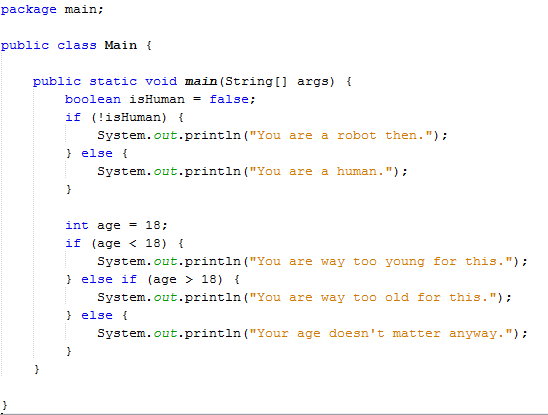 package main;
public class Main {
public static void main(String[] args) {
boolean isHuman = false;
if (!isHuman) {
System.out.println("You are a robot then.");
} else {
System.out.println("You are a human.");
}
int age = 18;
if (age < 18) {
System.out.println("You are way too young for this.");
} else if (age > 18) {
System.out.println("You are way too old for this.");
} else {
System.out.println("Your age doesn't matter anyway.");
}
}
}